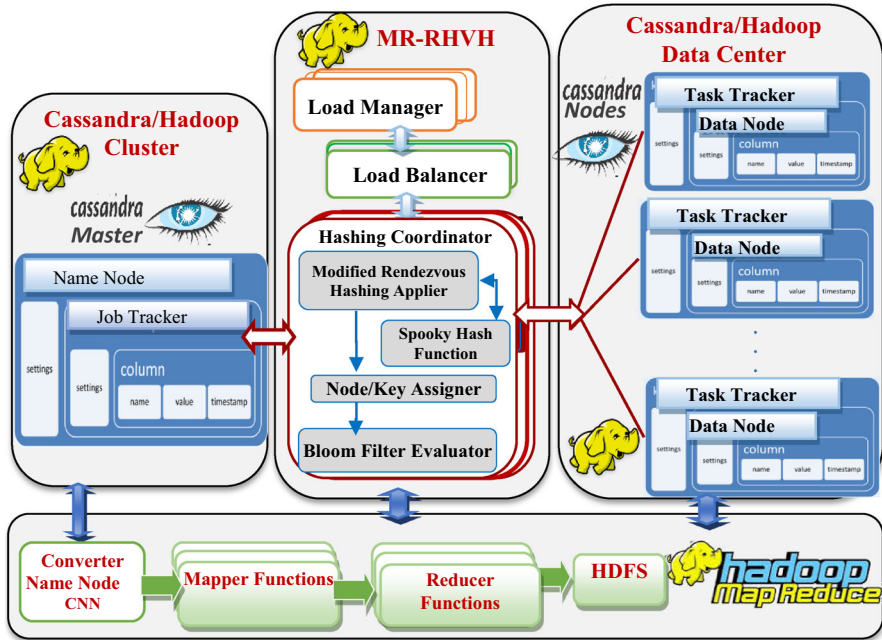 Cassandra/Hadoop
Cluster
cassandra
Master
Name Node
Job Tracker
settings
settings
column
name value timestamp
MR-RHVH
Load Manager
Load Balancer
Hashing Coordinator
Modified Rendezvous
Hashing Applier
Spooky Hash
Function
Node/Key Assigner
Bloom Filter Evaluator
Cassandra/Hadoop
Data Center
cassandra
Nodes
Task Tracker
Data Node
settings
settings
column
name value timestamp
Task Tracker
Data Node
settings
settings
column
name value timestamp
Task Tracker
Data Node
settings
settings
column
name value timestamp
Converter
Name Node
CNN
Mapper Functions
Reducer
Functions
HDFS
hadoop
Map Reduce